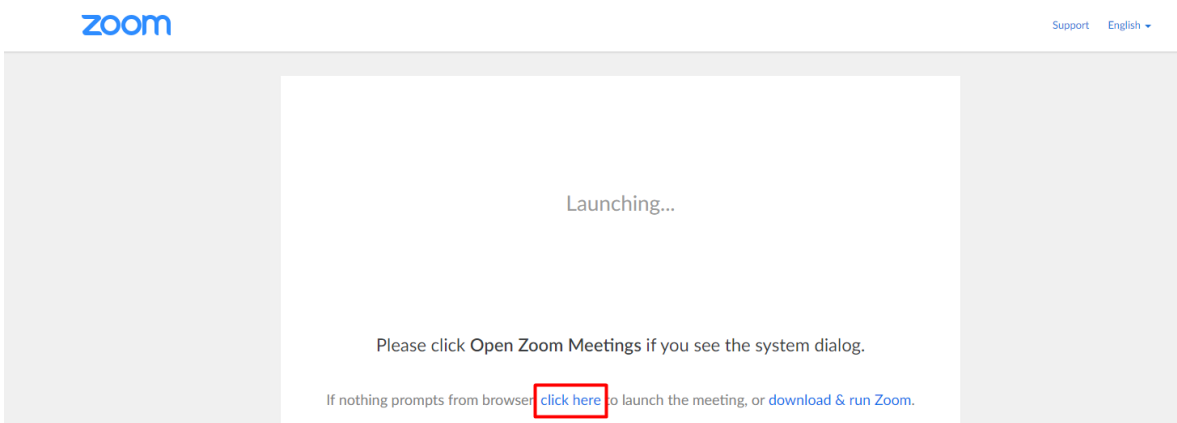 zoom
Support English
Launching...
Please click Open Zoom Meetings if you see the system dialog.
If nothing prompts from browser click here to launch the meeting, or download & run Zoom.